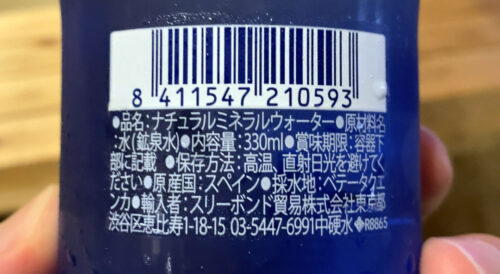 8 411547 210593
●品名:ナチュラルミネラルウォーター●原材料名
:水(鉱泉水)●内容量:330ml●賞味期限:容器下
部に記載 ●保存方法:高温、直射日光を避けてく
ださい●原産国:スペイン●採水地:ベテータクエ
ンカ●輸入者:スリーボンド貿易株式会社東京都
渋谷区恵比寿1-18-15 03-5447-6991中硬水 ◈R8865